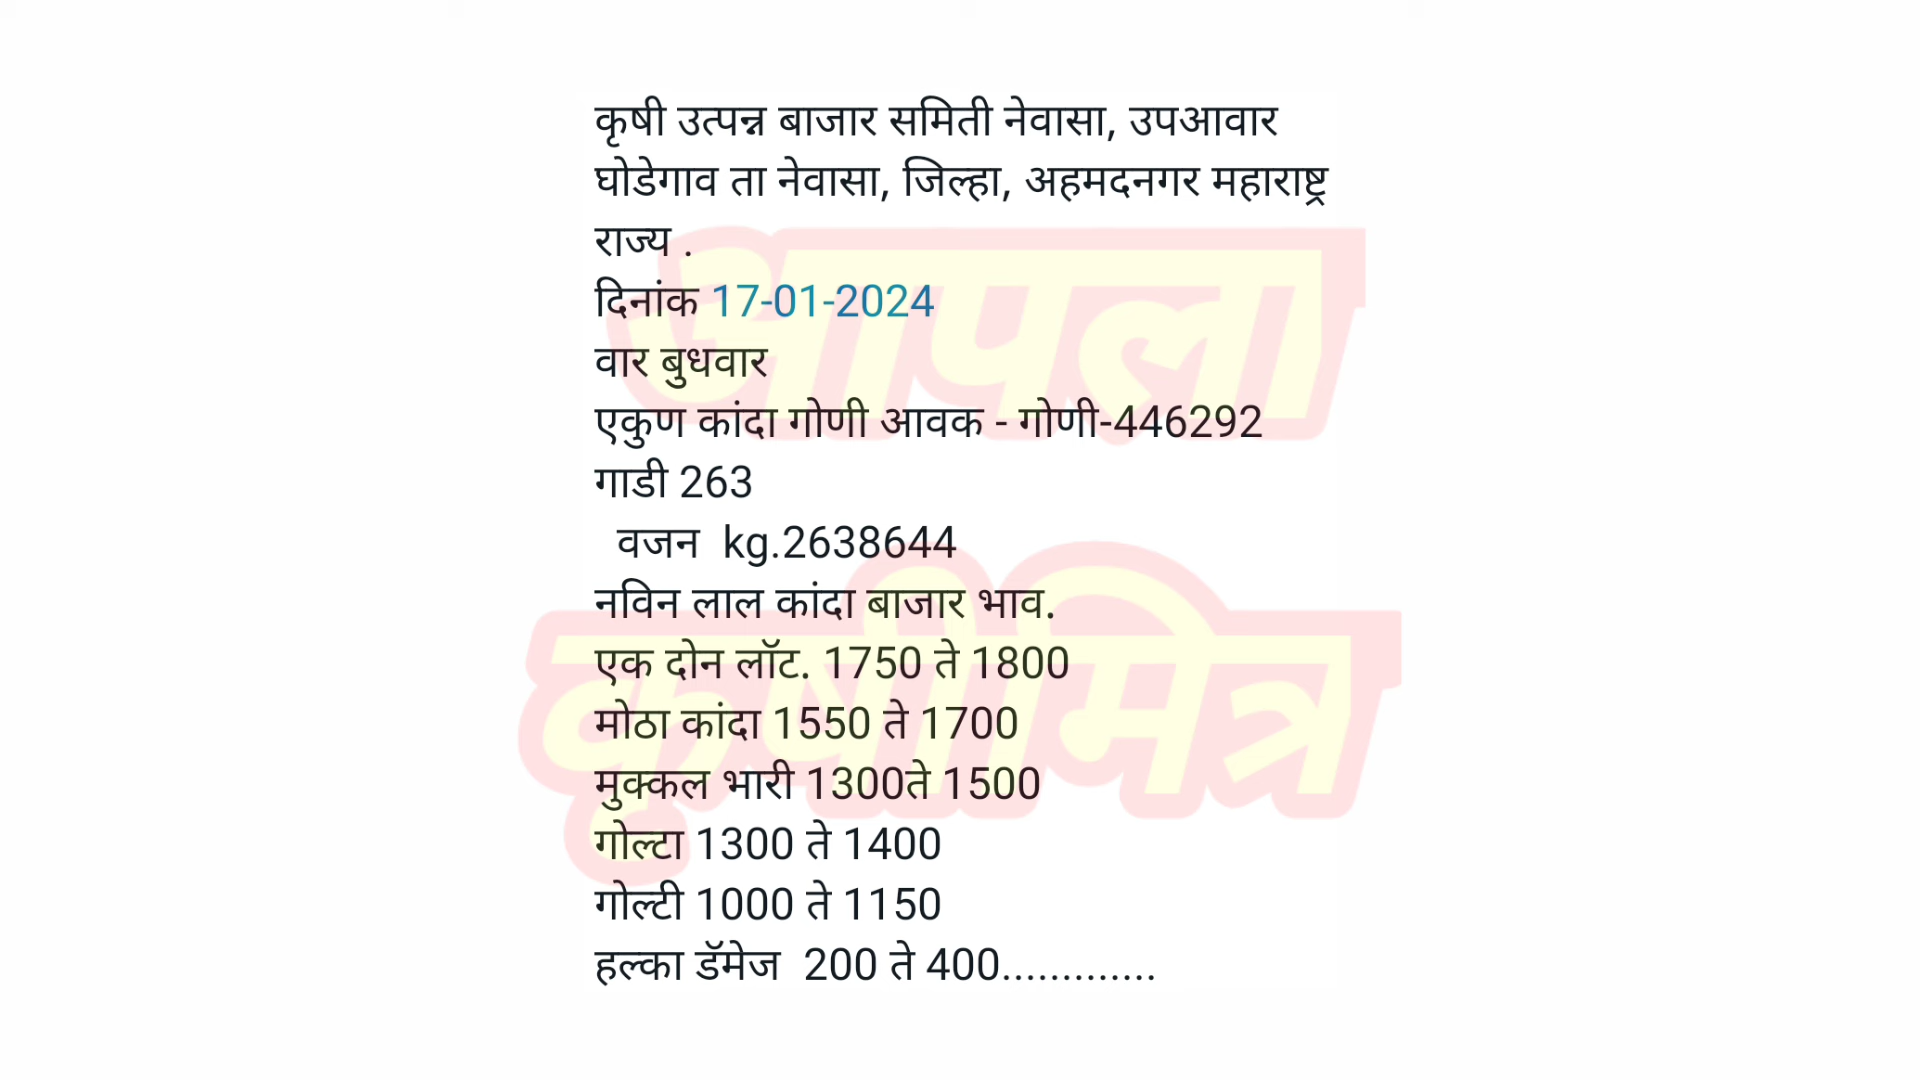 कृषी उत्पन्न बाजार समिती नेवासा, उपआवार
घोडेगाव ता नेवासा, जिल्हा, अहमदनगर महाराष्ट्र
राज्य .
दिनांक 17-01-2024
वार बुधवार
एकुण कांदा गोणी आवक - गोणी-446292
गाडी 263
वजन  kg.2638644
नविन लाल कांदा बाजार भाव.
एक दोन लॉट. 1750 ते 1800
मोठा कांदा 1550 ते 1700
मुक्कल भारी 1300ते 1500
गोल्टा 1300 ते 1400
गोल्टी 1000 ते 1150
हल्का डॅमेज  200 ते 400.............
आपला
कृषीमित्र